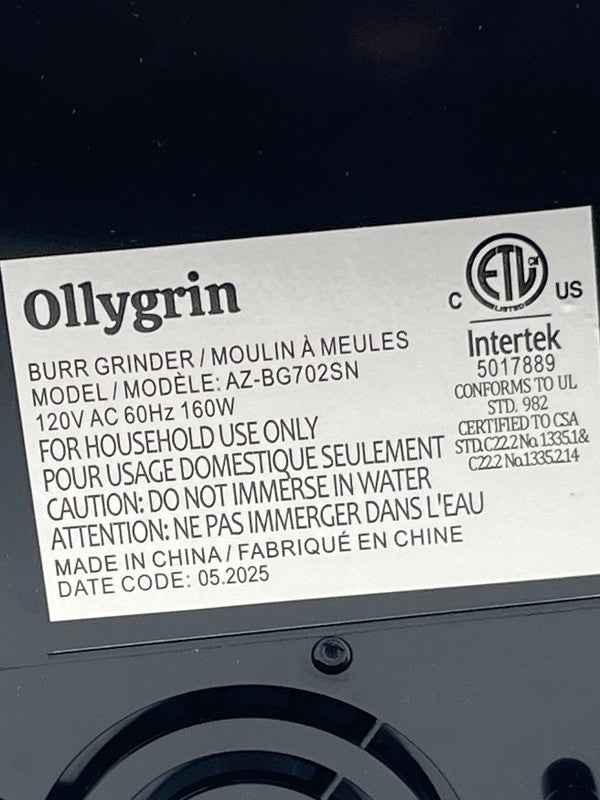 Ollygrin
BURR GRINDER / MOULIN À MEULES
MODEL / MODÈLE: AZ-BG702SN
120V AC 60Hz 160W
FOR HOUSEHOLD USE ONLY
POUR USAGE DOMESTIQUE SEULEMENT
CAUTION: DO NOT IMMERSE IN WATER
ATTENTION: NE PAS IMMERGER DANS L'EAU
MADE IN CHINA / FABRIQUÉ EN CHINE
DATE CODE: 05.2025
C ETL US
LISTED
Intertek
5017889
CONFORMS TO UL
STD. 982
CERTIFIED TO CSA
STD.C22.2 No.1335.1&
C22.2 No.1335.2.14